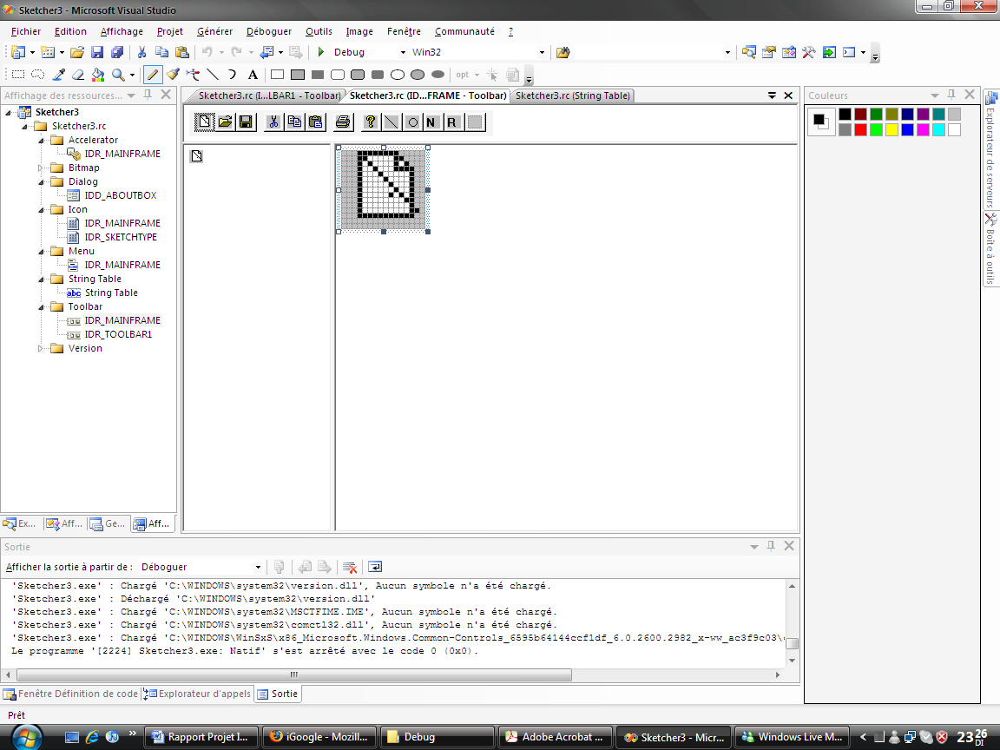 Sketcher3 - Microsoft Visual Studio
Fichier Edition Affichage Projet Générer Déboguer Outils Image Fenêtre Communauté ?
Debug Win32
opt
Affichage des ressources...
Sketcher3.rc (I...LBAR1 - Toolbar) Sketcher3.rc (ID...FRAME - Toolbar) Sketcher3.rc (String Table)
Couleurs
Sketcher3
Sketcher3.rc
Accelerator
IDR_MAINFRAME
Bitmap
Dialog
IDD_ABOUTBOX
Icon
IDR_MAINFRAME
IDR_SKETCHTYPE
Menu
IDR_MAINFRAME
String Table
abc String Table
Toolbar
IDR_MAINFRAME
IDR_TOOLBAR1
Version
N R
Explorateur de serveurs
Boîte à outils
Ex... Aff... Ge... Aff...
Sortie
Afficher la sortie à partir de : Déboguer
'Sketcher3.exe' : Chargé 'C:\WINDOWS\system32\version.dll', Aucun symbole n'a été chargé.
'Sketcher3.exe' : Déchargé 'C:\WINDOWS\system32\version.dll'
'Sketcher3.exe' : Chargé 'C:\WINDOWS\system32\MSCTFIME.IME', Aucun symbole n'a été chargé.
'Sketcher3.exe' : Chargé 'C:\WINDOWS\system32\comctl32.dll', Aucun symbole n'a été chargé.
'Sketcher3.exe' : Chargé 'C:\WINDOWS\WinSxS\x86_Microsoft.Windows.Common-Controls_6595b64144ccf1df_6.0.2600.2982_x-ww_ac3f9c03\
Le programme '[2224] Sketcher3.exe: Natif' s'est arrêté avec le code 0 (0x0).
Fenêtre Définition de code Explorateur d'appels Sortie
Prêt
Rapport Projet I... iGoogle - Mozill... Debug Adobe Acrobat ... Sketcher3 - Micr... Windows Live M... 23 26
DI